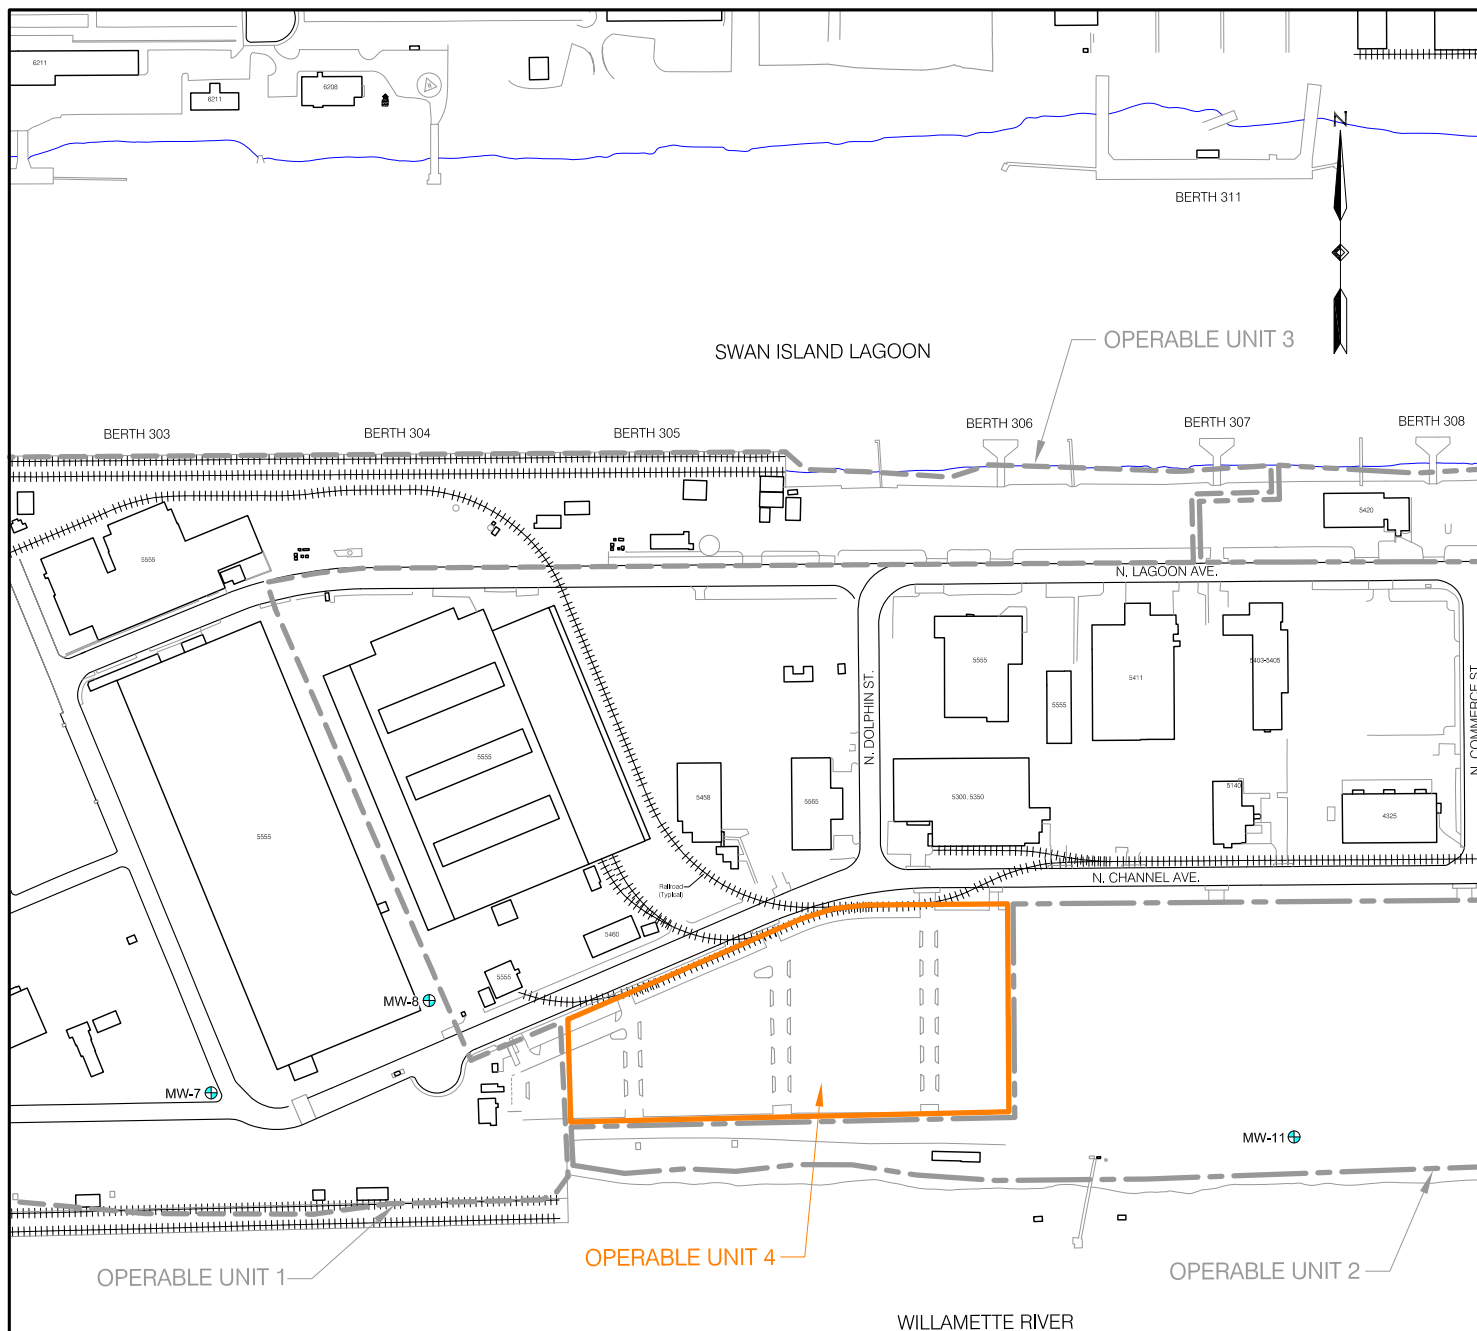 6211
6211
6208
N
BERTH 311
SWAN ISLAND LAGOON
OPERABLE UNIT 3
BERTH 303
BERTH 304
BERTH 305
BERTH 306
BERTH 307
BERTH 308
5420
5555
N. LAGOON AVE.
5555
5411
5403-5405
5555
N. DOLPHIN ST.
N. COMMERCE ST.
5555
5458
5565
5300, 5350
5140
4325
5555
N. CHANNEL AVE.
Railroad
(Typical)
5460
5555
MW-8
MW-7
MW-11
OPERABLE UNIT 4
OPERABLE UNIT 1
OPERABLE UNIT 2
WILLAMETTE RIVER